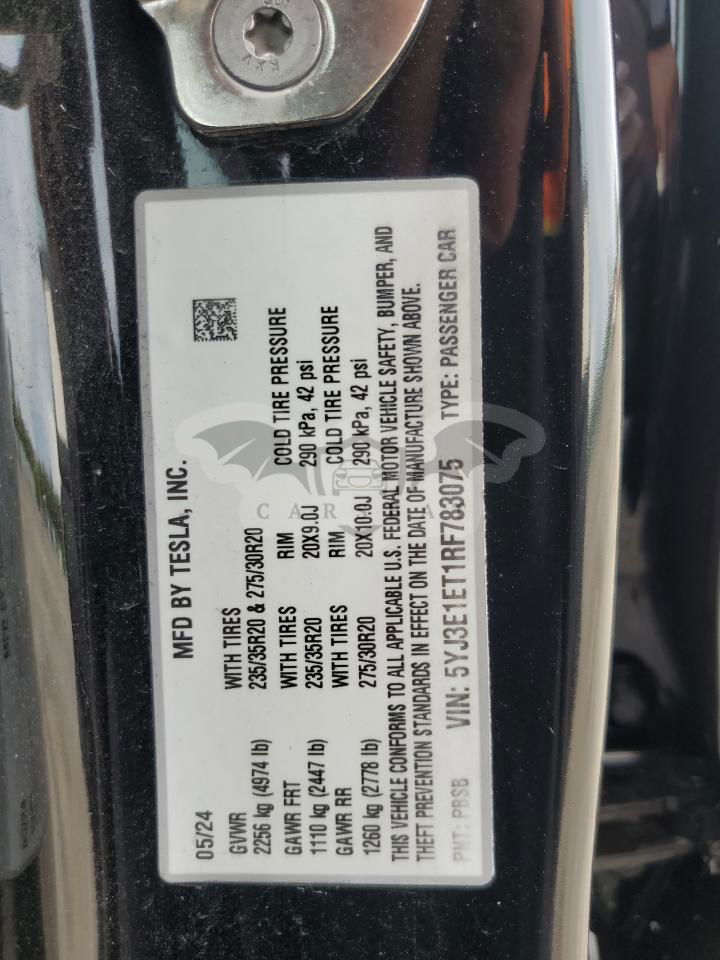 MFD BY TESLA, INC.
05/24
GVWR WITH TIRES
2256 kg (4974 lb) 235/35R20 & 275/30R20
GAWR FRT WITH TIRES RIM COLD TIRE PRESSURE
1110 kg (2447 lb) 235/35R20 20X9.0J 290 kPa, 42 psi
GAWR RR WITH TIRES RIM COLD TIRE PRESSURE
1260 kg (2778 lb) 275/30R20 20X10.0J 290 kPa, 42 psi
THIS VEHICLE CONFORMS TO ALL APPLICABLE U.S. FEDERAL MOTOR VEHICLE SAFETY, BUMPER, AND
THEFT PREVENTION STANDARDS IN EFFECT ON THE DATE OF MANUFACTURE SHOWN ABOVE.
PNT: PBSB VIN: 5YJ3E1ET1RF783075 TYPE: PASSENGER CAR